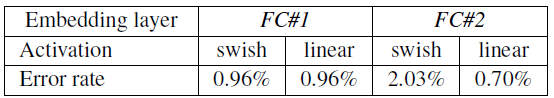 Embedding layer FC#1 FC#2
Activation swish linear swish linear
Error rate 0.96% 0.96% 2.03% 0.70%